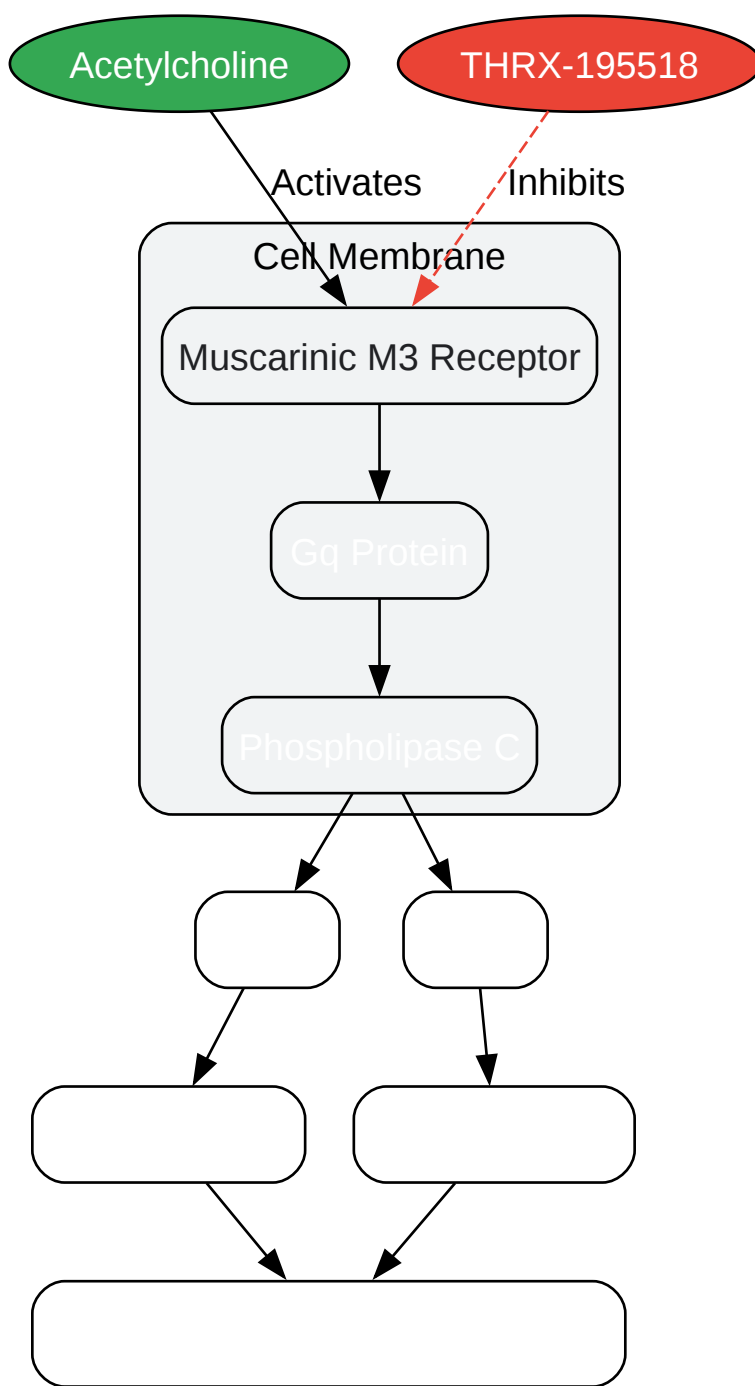 Acetylcholine
THRX-195518
Activates
Inhibits
Cell Membrane
Muscarinic M3 Receptor
Gq Protein
Phospholipase C